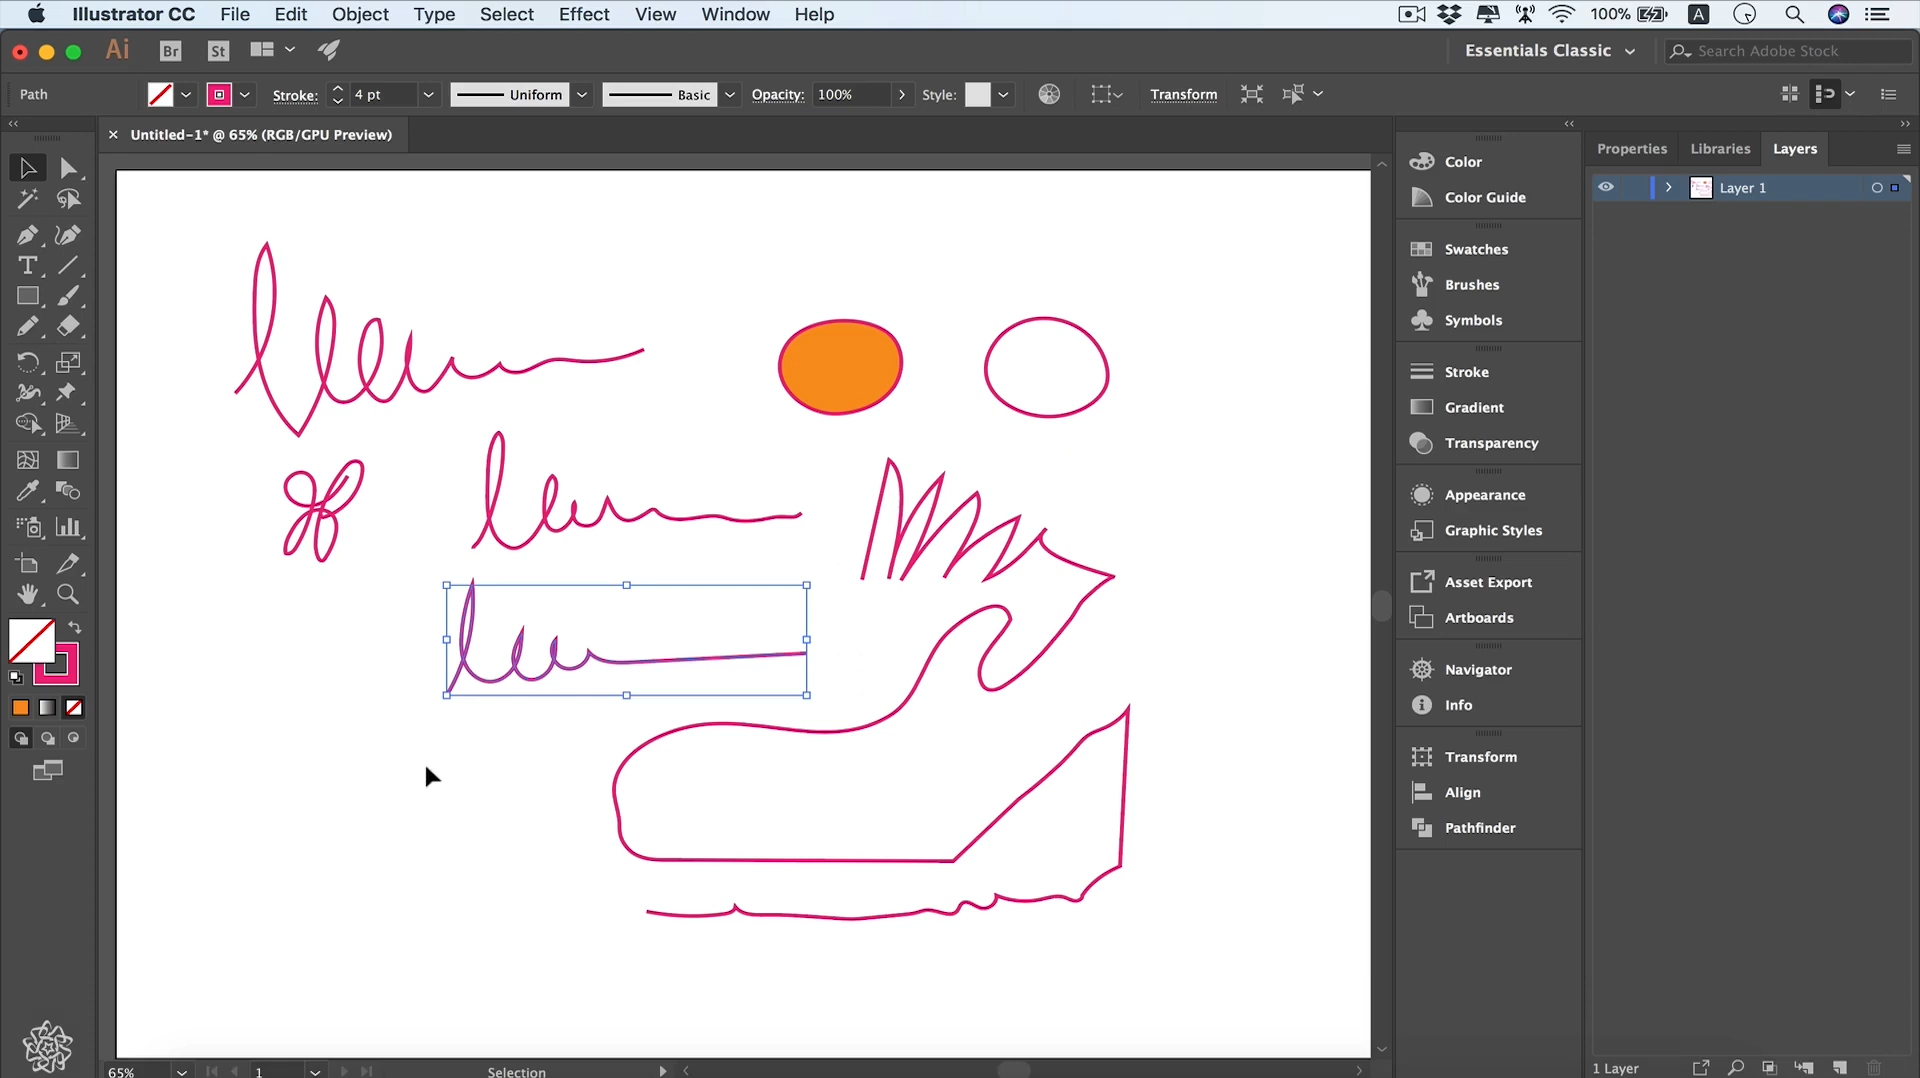 Illustrator CC File Edit Object Type Select Effect View Window Help 100% A
Ai Br St Essentials Classic Search Adobe Stock
Path Stroke: 4 pt Uniform Basic Opacity: 100% Style: Transform
Untitled-1* @ 65% (RGB/GPU Preview)
Properties Libraries Layers
Color
Layer 1
Color Guide
Swatches
Brushes
Symbols
Stroke
Gradient
Transparency
Appearance
Graphic Styles
Asset Export
Artboards
Navigator
Info
Transform
Align
Pathfinder
65% 1 Selection 1 Layer